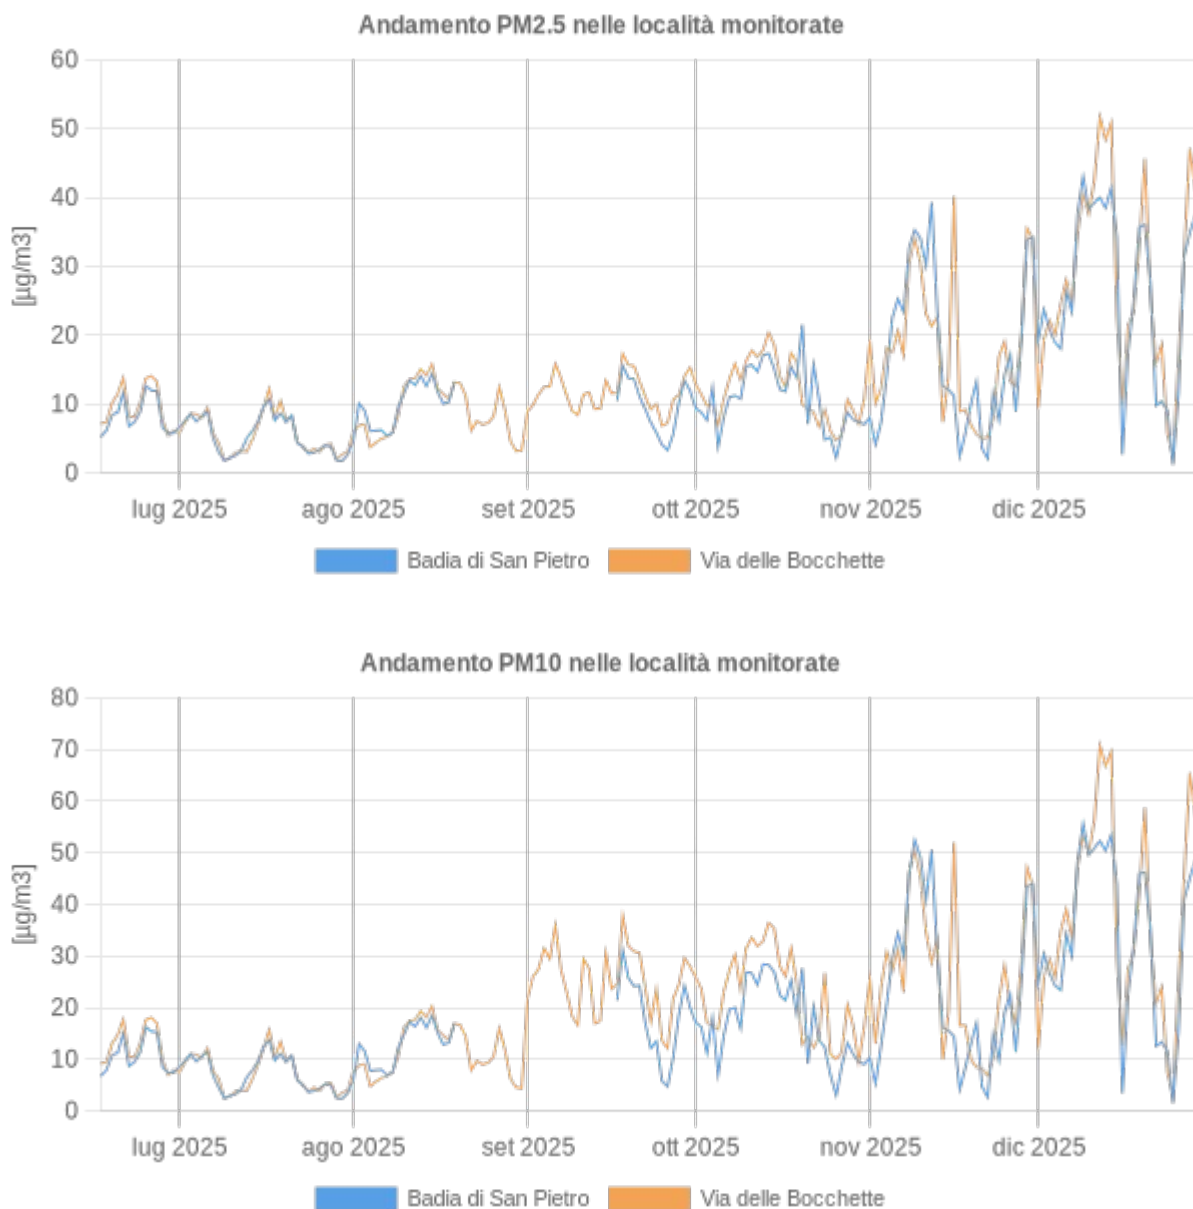 Andamento PM2.5 nelle località monitorate
60
50
40
30
20
10
0
[µg/m3]
lug 2025 ago 2025 set 2025 ott 2025 nov 2025 dic 2025
Badia di San Pietro Via delle Bocchette
Andamento PM10 nelle località monitorate
80
70
60
50
40
30
20
10
0
[µg/m3]
lug 2025 ago 2025 set 2025 ott 2025 nov 2025 dic 2025
Badia di San Pietro Via delle Bocchette